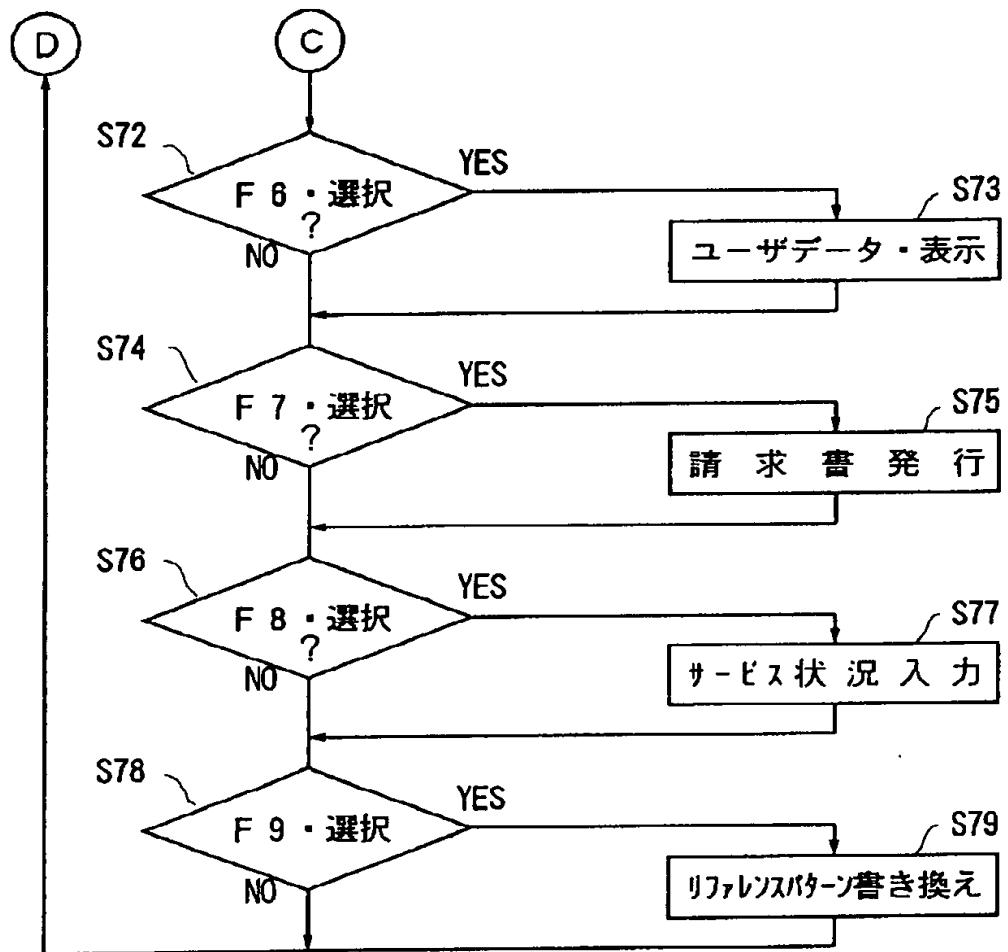 D
C
S72
F 6・選択
?
YES
NO
S73
ユーザデータ・表示
S74
F 7・選択
?
YES
NO
S75
請求書発行
S76
F 8・選択
?
YES
NO
S77
サービス状況入力
S78
F 9・選択
YES
NO
S79
リファレンスパターン書き換え